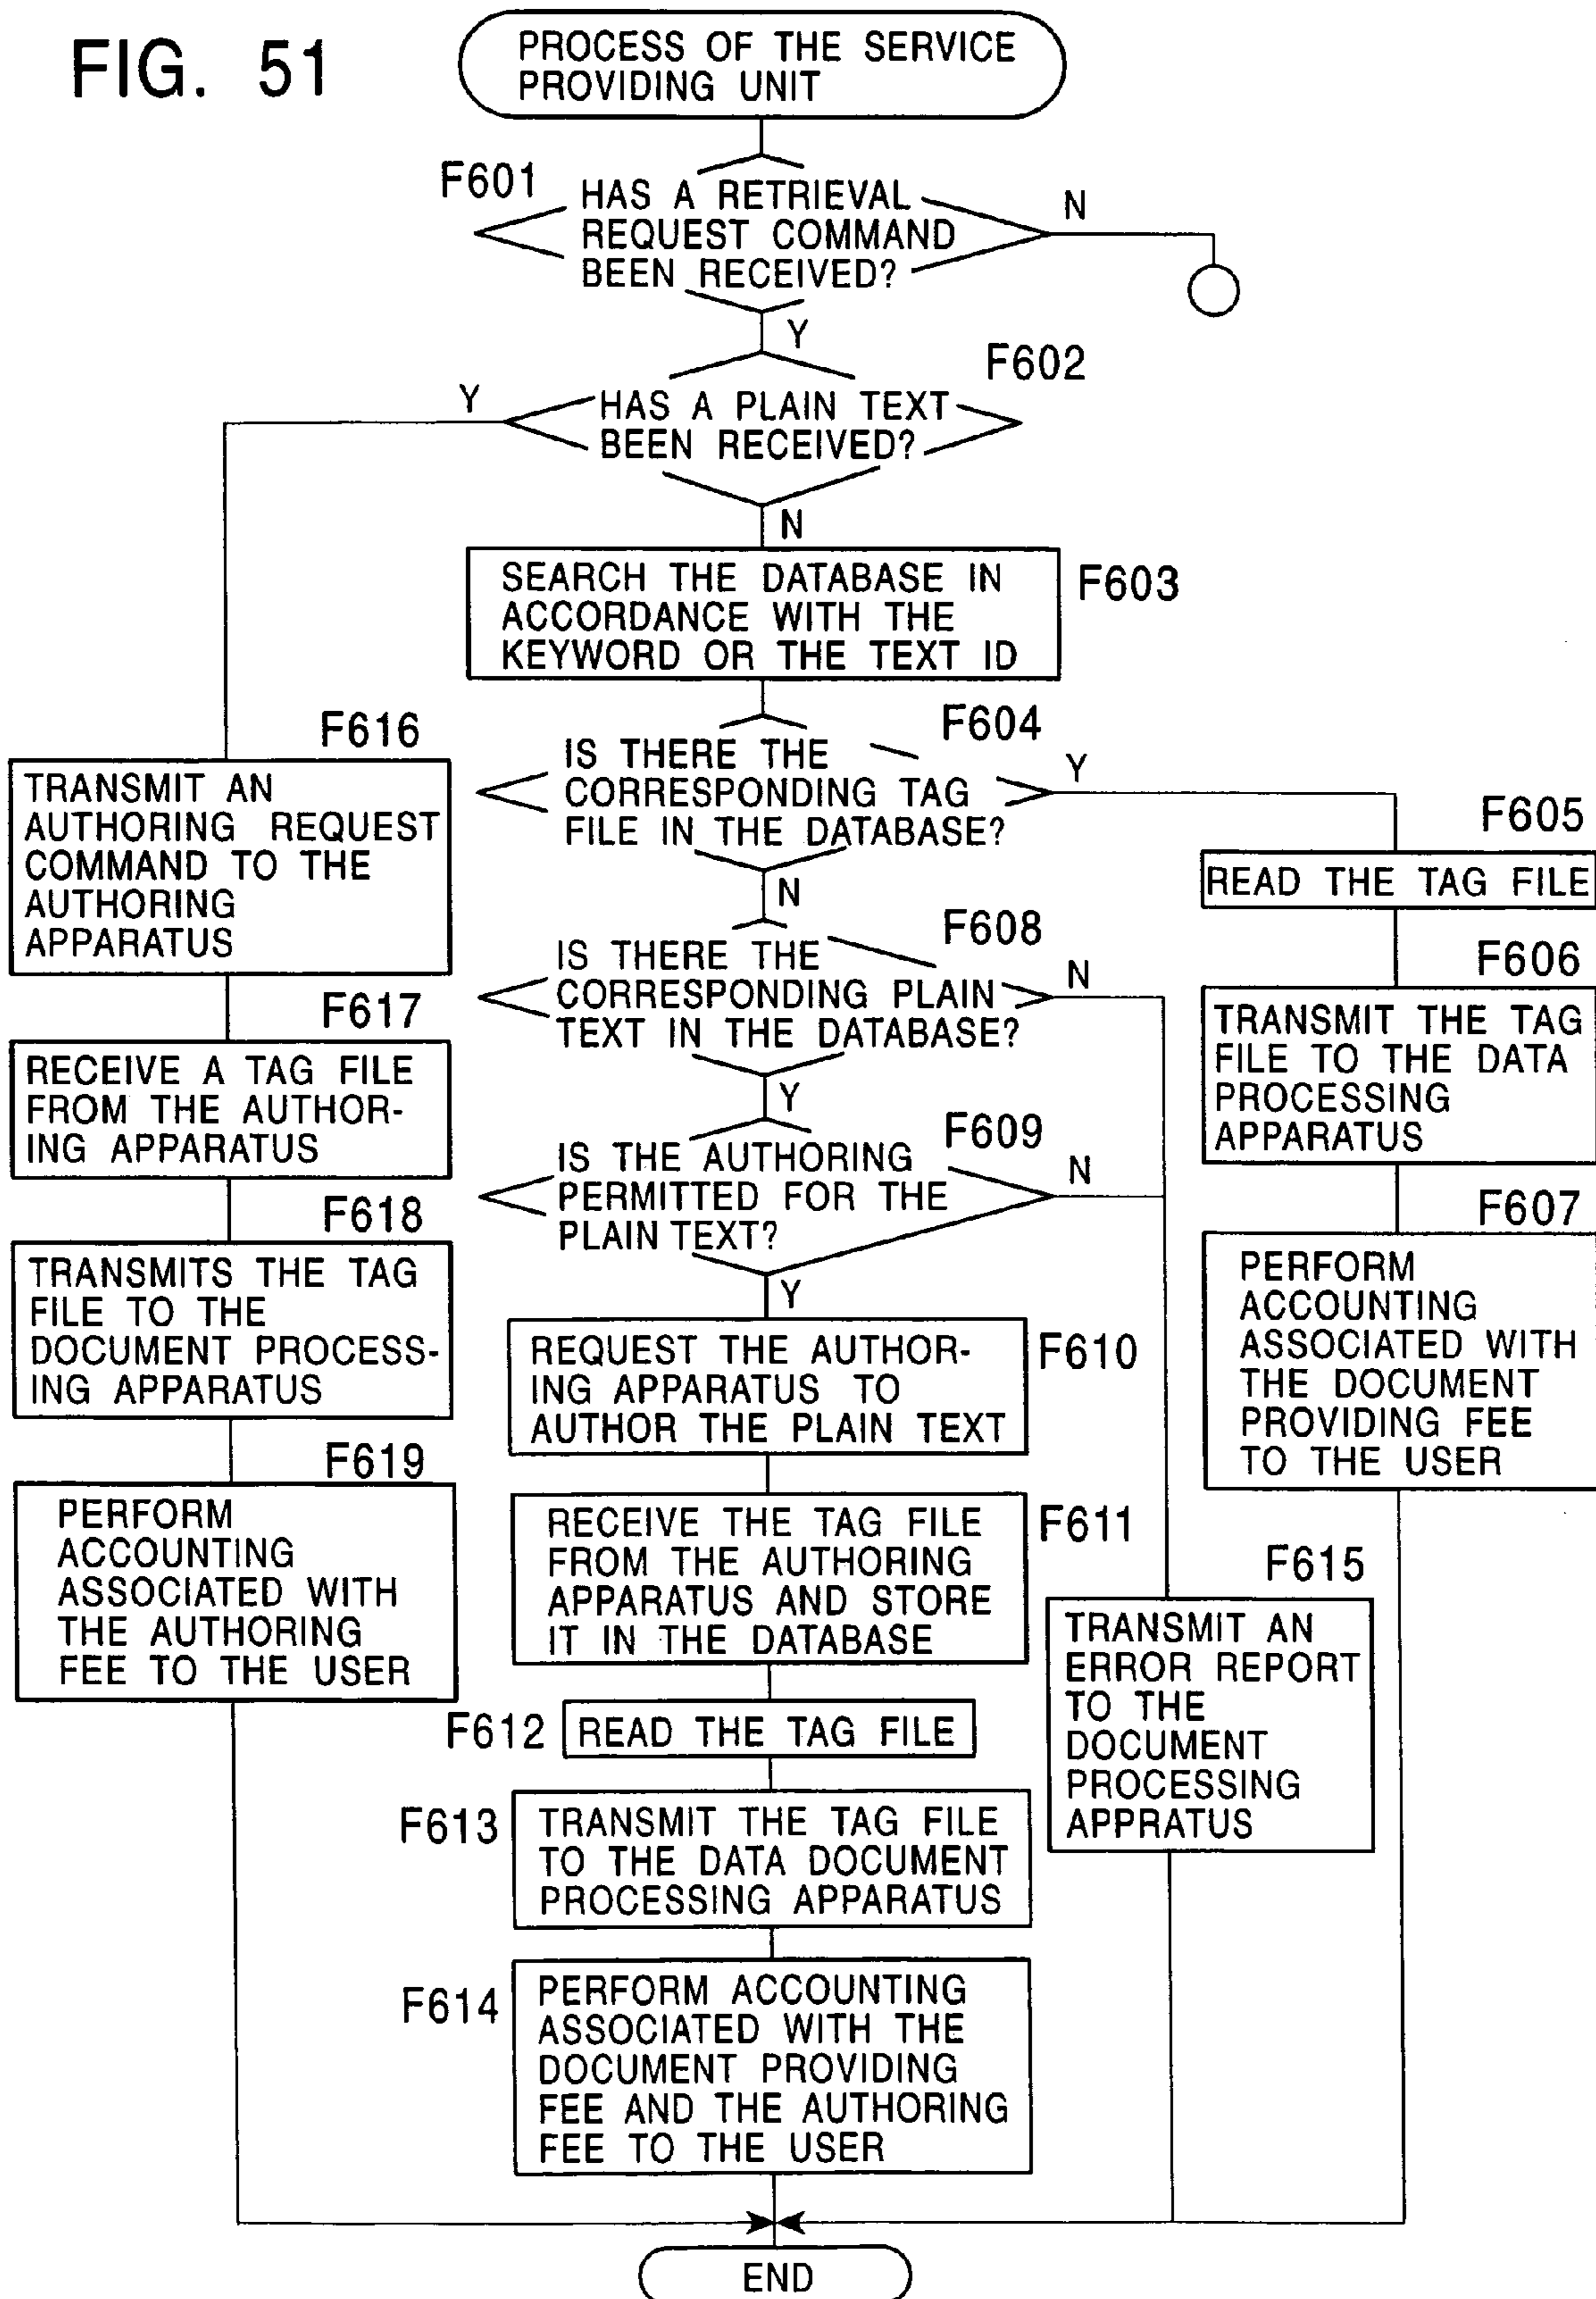 FIG. 51
PROCESS OF THE SERVICE
PROVIDING UNIT
F601
HAS A RETRIEVAL
REQUEST COMMAND
BEEN RECEIVED?
N
Y
F602
Y
HAS A PLAIN TEXT
BEEN RECEIVED?
N
SEARCH THE DATABASE IN
ACCORDANCE WITH THE
KEYWORD OR THE TEXT ID
F603
F604
IS THERE THE
CORRESPONDING TAG
FILE IN THE DATABASE?
Y
N
F605
READ THE TAG FILE
F606
TRANSMIT THE TAG
FILE TO THE DATA
PROCESSING
APPARATUS
F607
PERFORM
ACCOUNTING
ASSOCIATED WITH
THE DOCUMENT
PROVIDING FEE
TO THE USER
F608
IS THERE THE
CORRESPONDING PLAIN
TEXT IN THE DATABASE?
N
Y
F609
IS THE AUTHORING
PERMITTED FOR THE
PLAIN TEXT?
N
Y
REQUEST THE AUTHOR-
ING APPARATUS TO
AUTHOR THE PLAIN TEXT
F610
RECEIVE THE TAG FILE
FROM THE AUTHORING
APPARATUS AND STORE
IT IN THE DATABASE
F611
F612
READ THE TAG FILE
F613
TRANSMIT THE TAG FILE
TO THE DATA DOCUMENT
PROCESSING APPARATUS
F614
PERFORM ACCOUNTING
ASSOCIATED WITH THE
DOCUMENT PROVIDING
FEE AND THE AUTHORING
FEE TO THE USER
F615
TRANSMIT AN
ERROR REPORT
TO THE
DOCUMENT
PROCESSING
APPRATUS
F616
TRANSMIT AN
AUTHORING REQUEST
COMMAND TO THE
AUTHORING
APPARATUS
F617
RECEIVE A TAG FILE
FROM THE AUTHOR-
ING APPARATUS
F618
TRANSMITS THE TAG
FILE TO THE
DOCUMENT PROCESS-
ING APPARATUS
F619
PERFORM
ACCOUNTING
ASSOCIATED WITH
THE AUTHORING
FEE TO THE USER
END